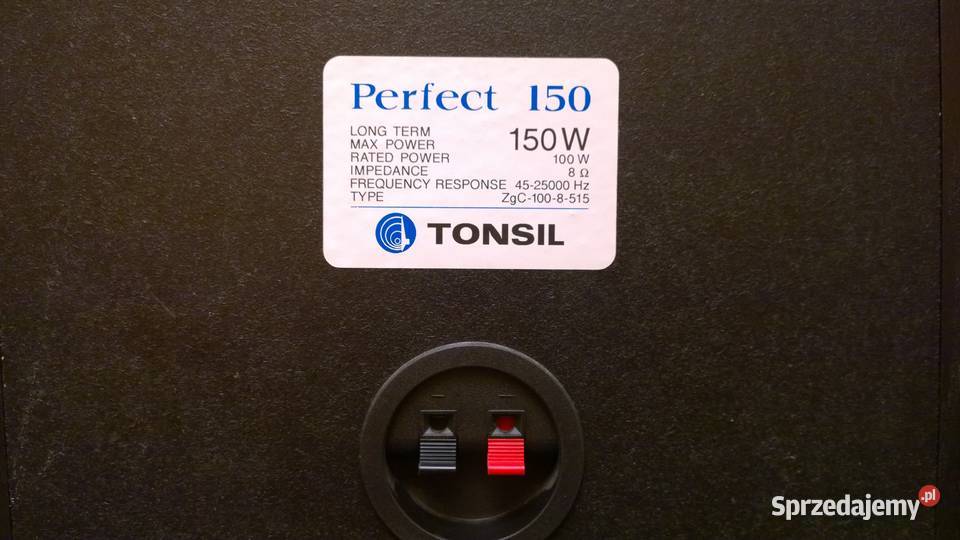 Perfect 150
LONG TERM
MAX POWER 150 W
RATED POWER 100 W
IMPEDANCE 8 Ω
FREQUENCY RESPONSE 45-25000 Hz
TYPE ZgC-100-8-515
TONSIL
Sprzedajemy.pl